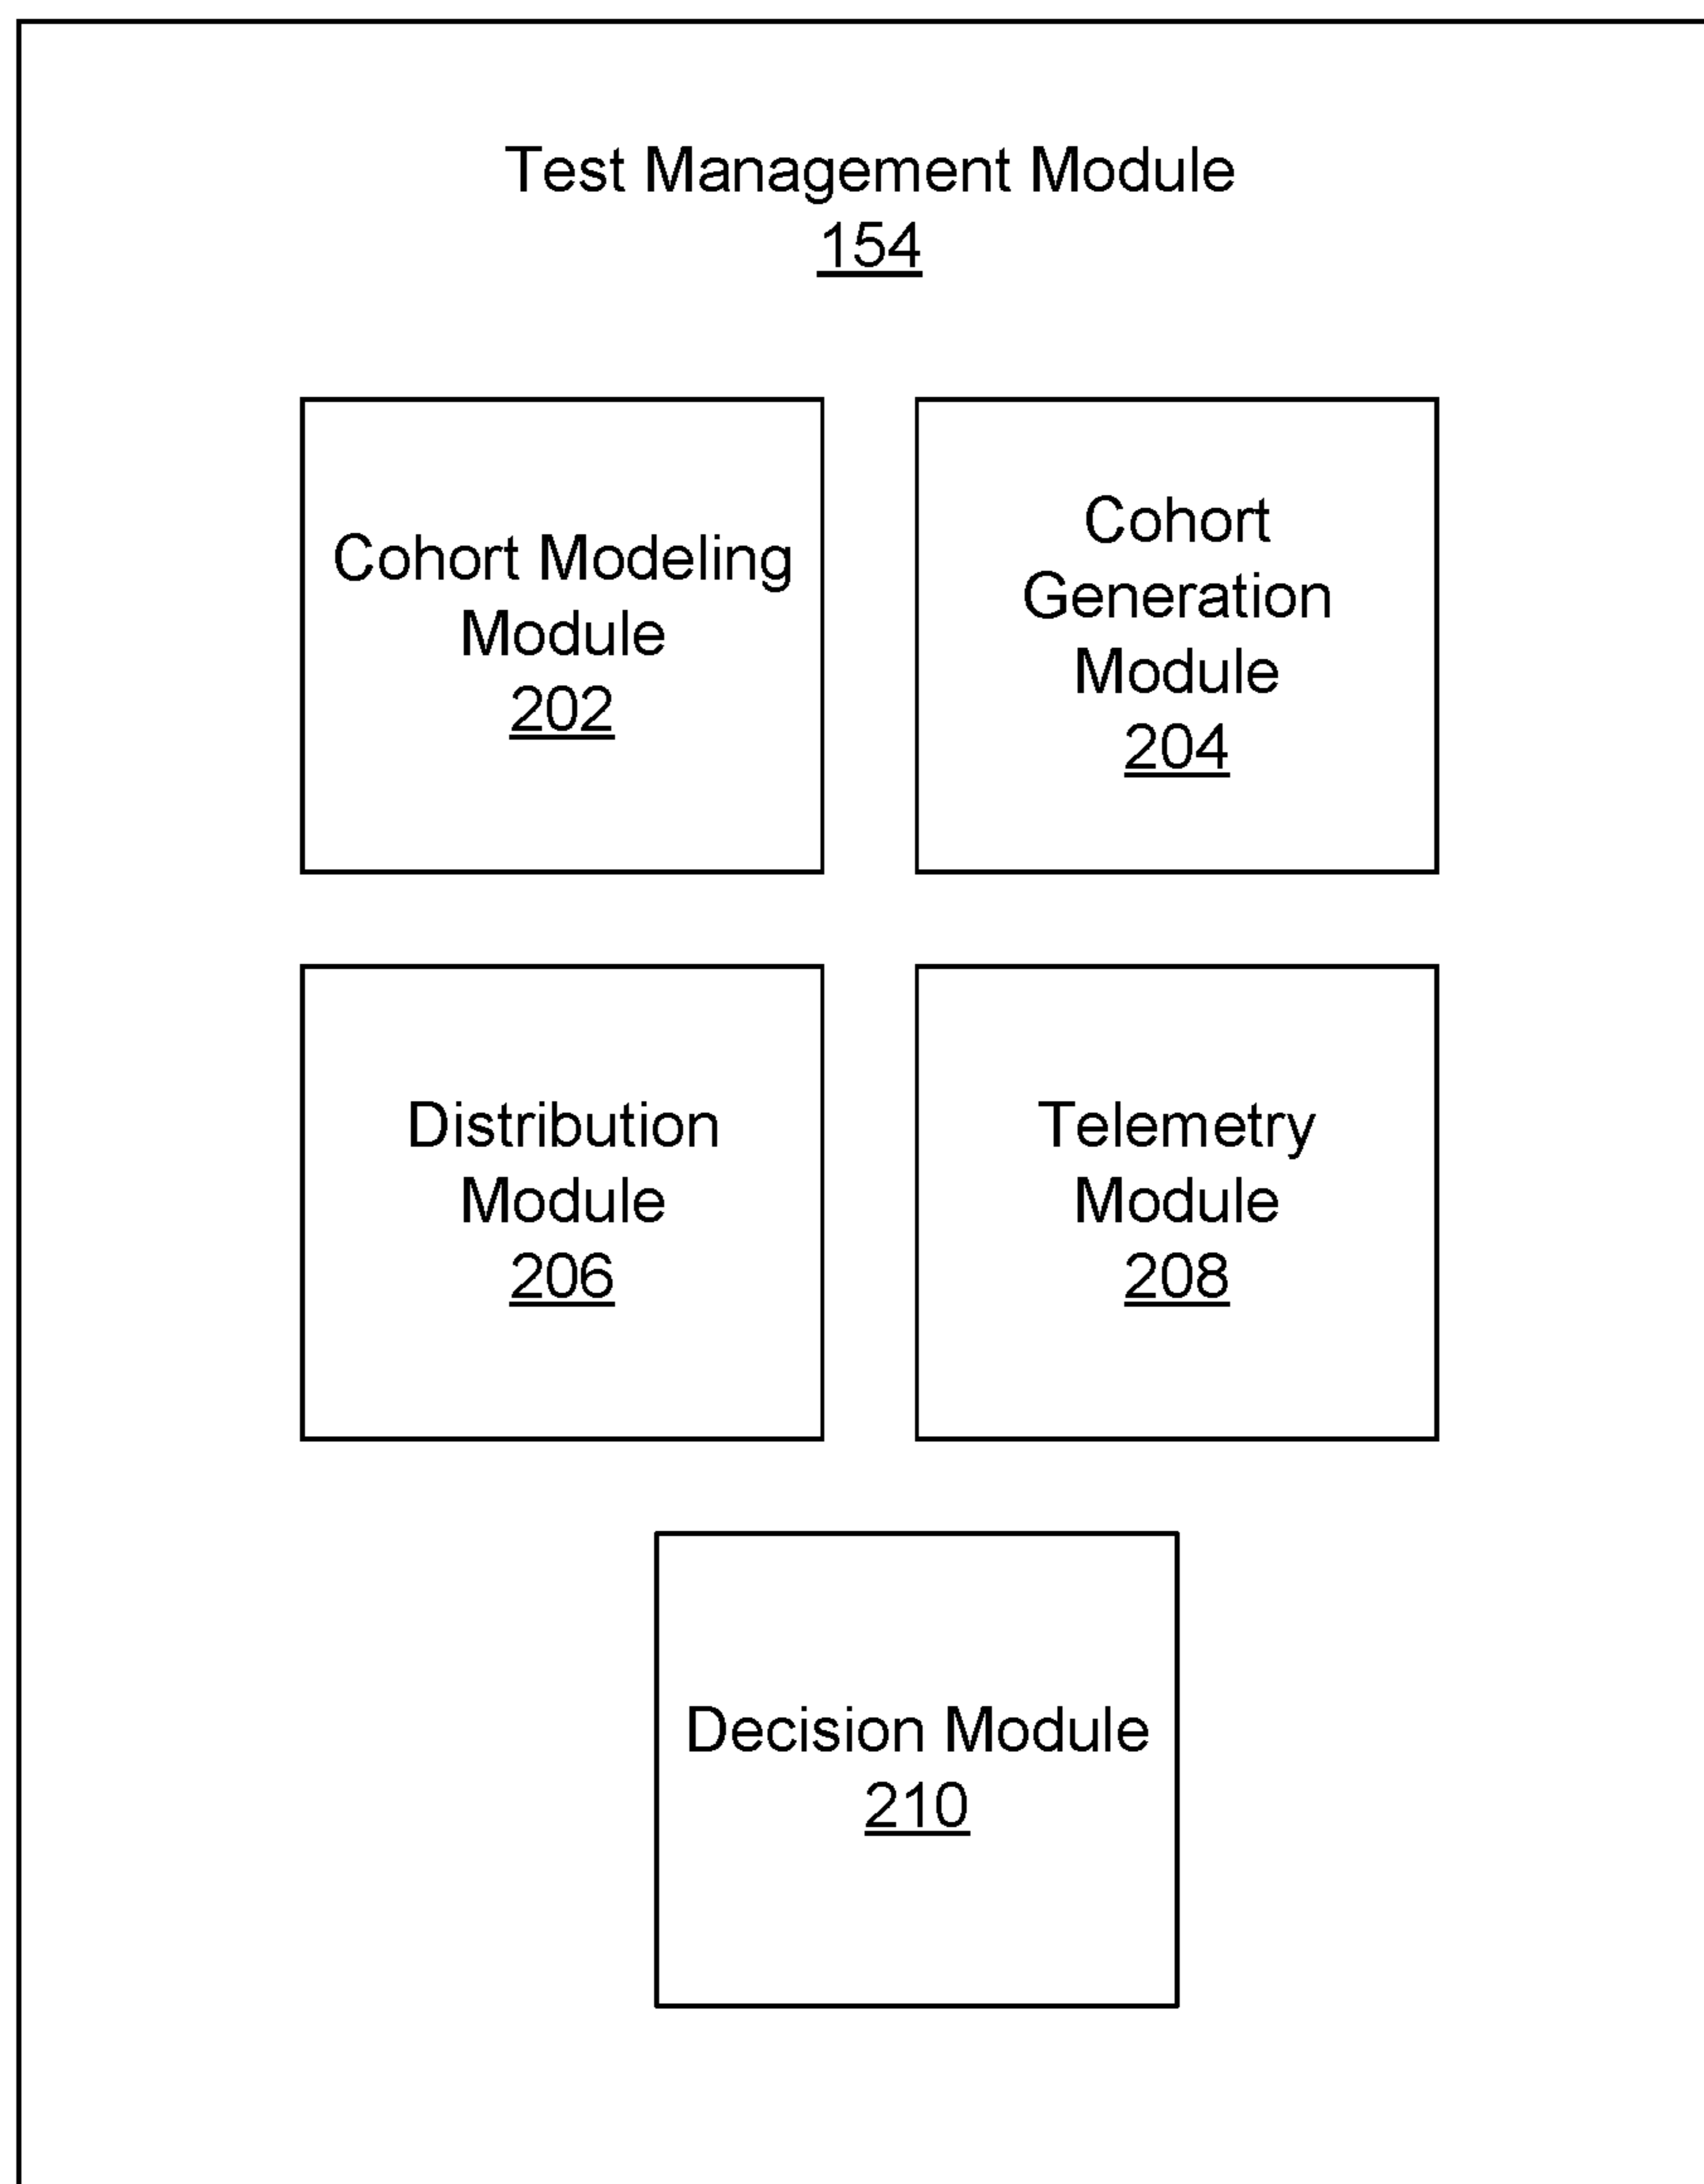 Test Management Module
154
Cohort Modeling
Module
202
Cohort
Generation
Module
204
Distribution
Module
206
Telemetry
Module
208
Decision Module
210